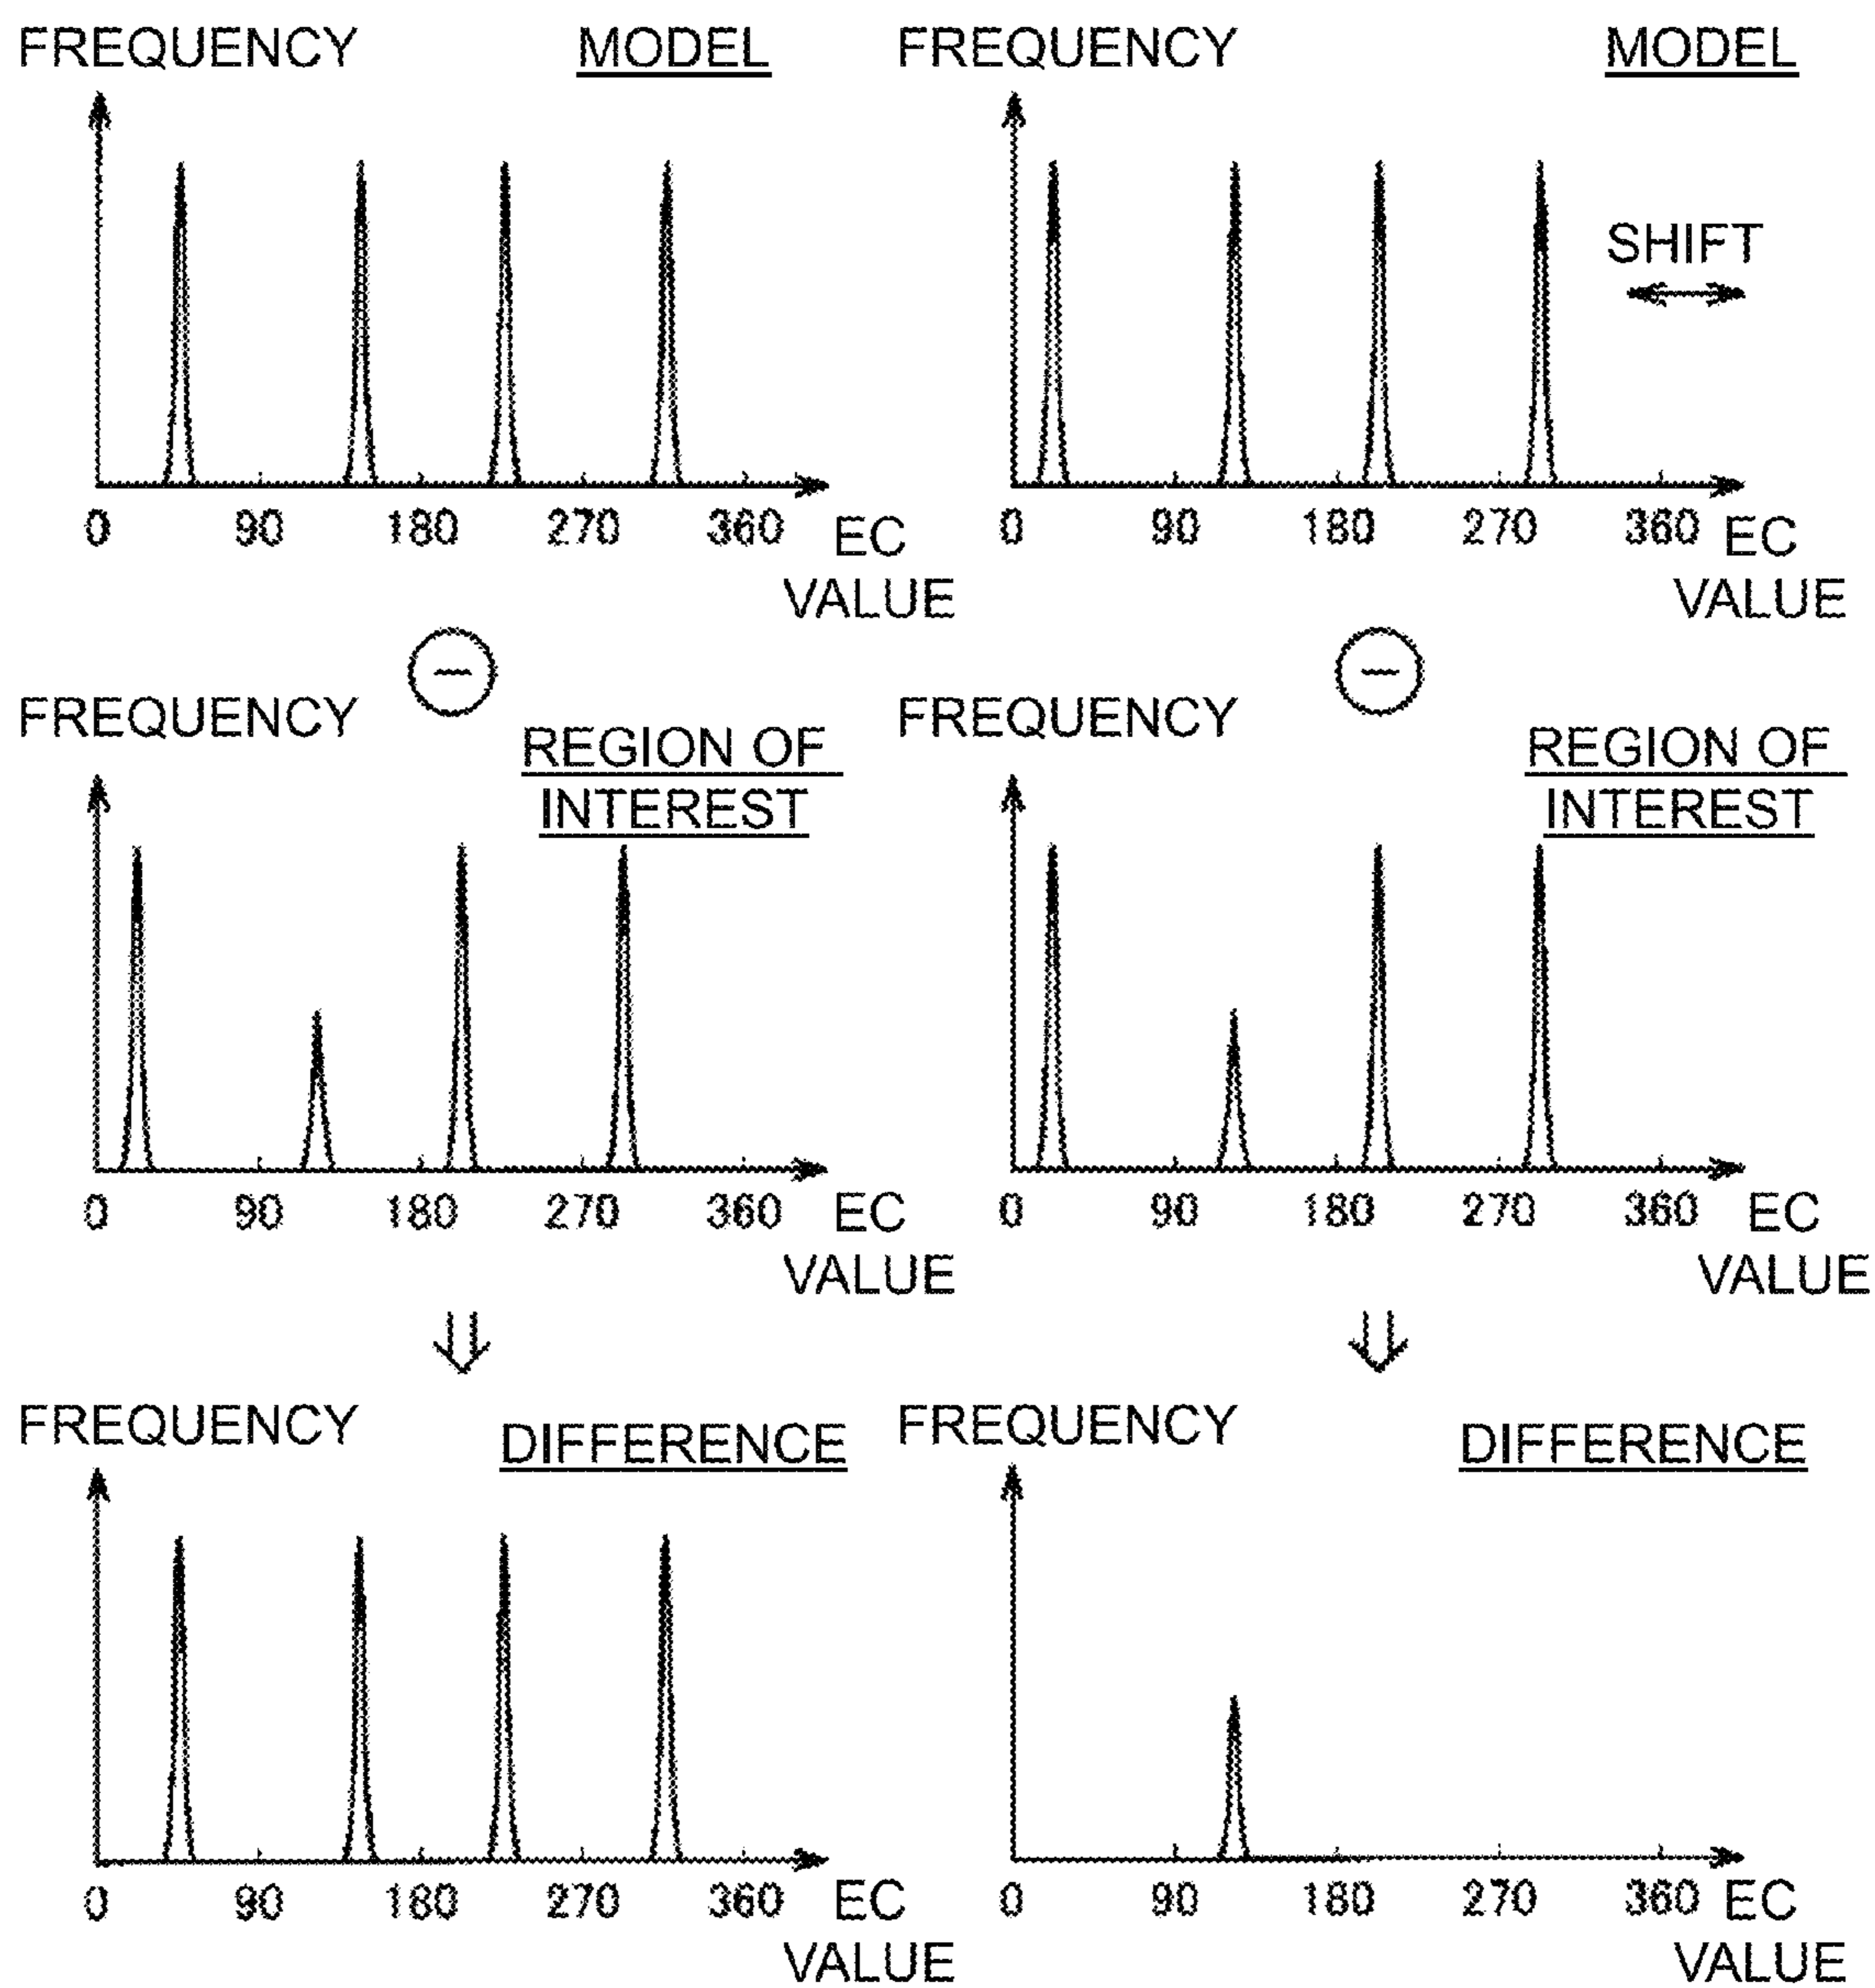 FREQUENCY MODEL FREQUENCY MODEL
SHIFT
0 90 180 270 360 EC VALUE 0 90 180 270 360 EC VALUE
− −
FREQUENCY REGION OF INTEREST FREQUENCY REGION OF INTEREST
0 90 180 270 360 EC VALUE 0 90 180 270 360 EC VALUE
FREQUENCY DIFFERENCE FREQUENCY DIFFERENCE
0 90 180 270 360 EC VALUE 0 90 180 270 360 EC VALUE